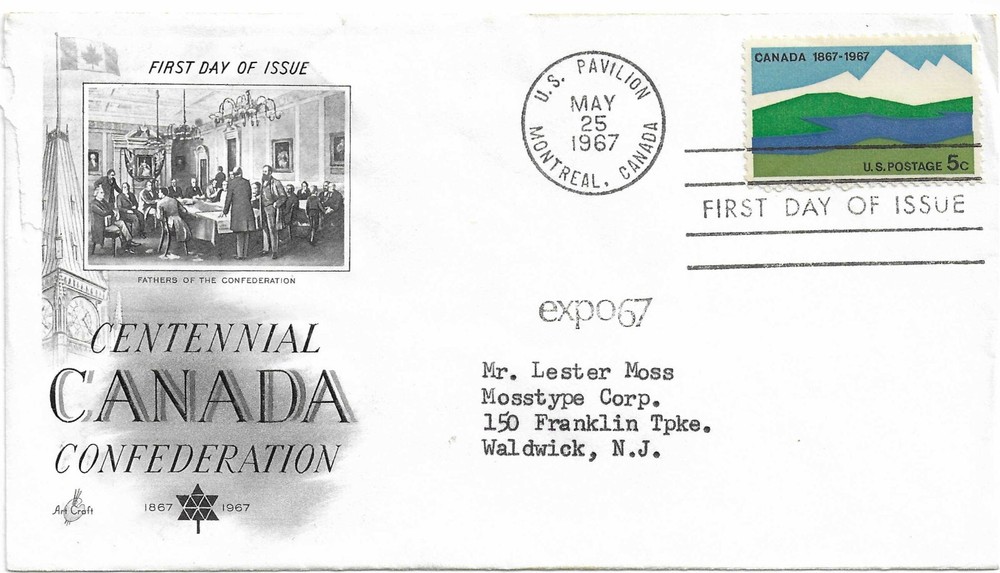 FIRST DAY OF ISSUE
FATHERS OF THE CONFEDERATION
CENTENNIAL
CANADA
CONFEDERATION
Art Craft
1867 1967
U.S. PAVILION
MAY
25
1967
MONTREAL, CANADA
CANADA 1867-1967
U.S. POSTAGE 5c
FIRST DAY OF ISSUE
expo67
Mr. Lester Moss
Mosstype Corp.
150 Franklin Tpke.
Waldwick, N.J.